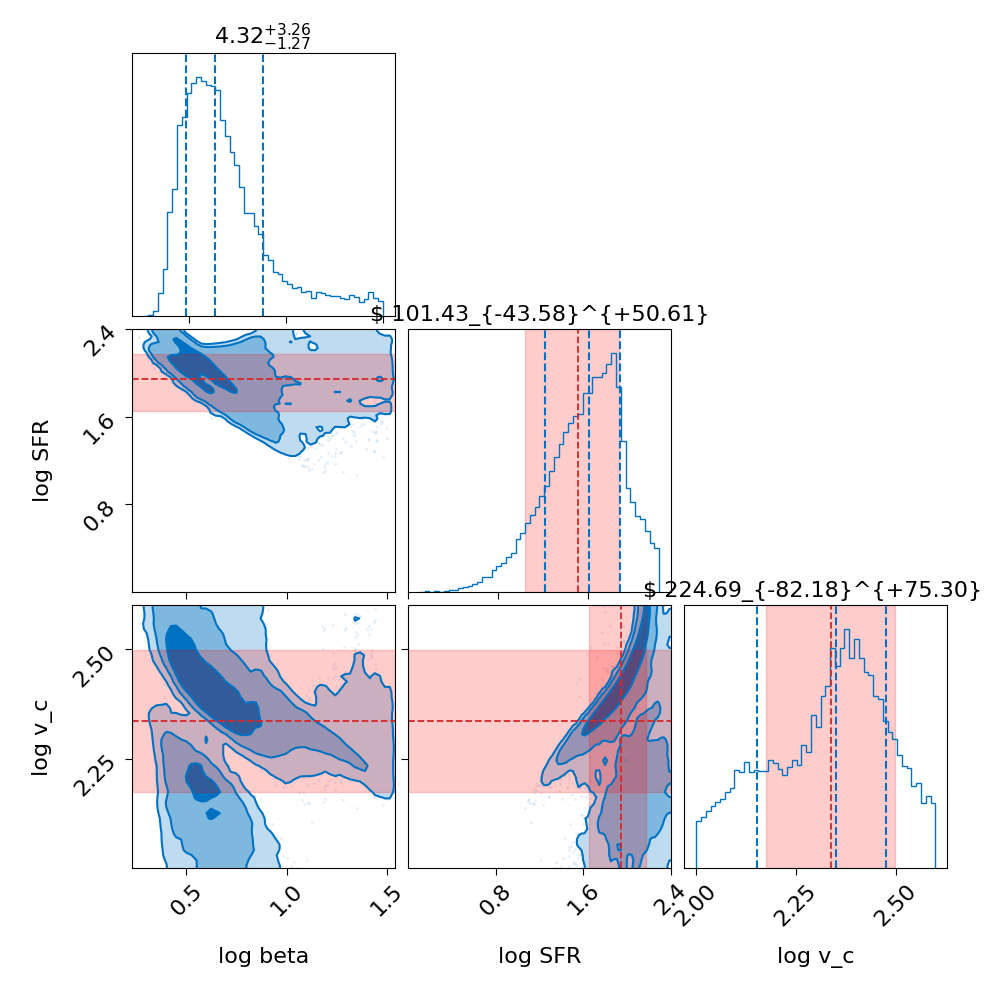 4.32^{+3.26}_{-1.27}
2.4
1.6
0.8
log SFR
$ 101.43_{-43.58}^{+50.61}
2.50
2.25
log v_c
$ 224.69_{-82.18}^{+75.30}
0.5 1.0 1.5
0.8 1.6 2.4
2.00 2.25 2.50
log beta
log SFR
log v_c